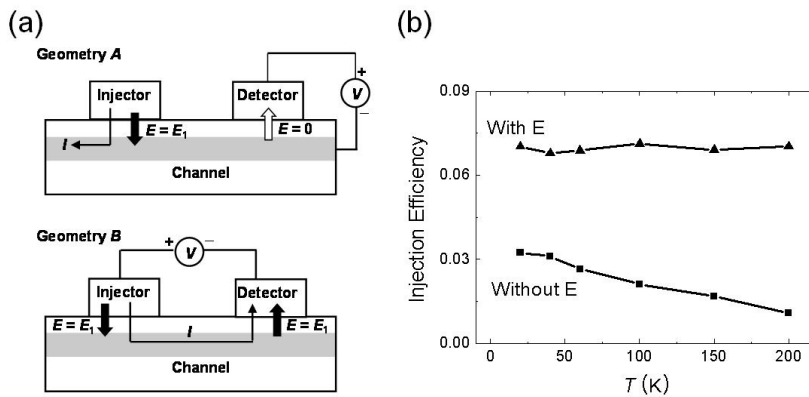 (a)
Geometry A
Injector
Detector
+
V
−
E = E₁
E = 0
I
Channel
Geometry B
+ V −
Injector
Detector
E = E₁
I
E = E₁
Channel
(b)
0.09
With E
0.06
Injection Efficiency
0.03
Without E
0.00
0 50 100 150 200
T (K)